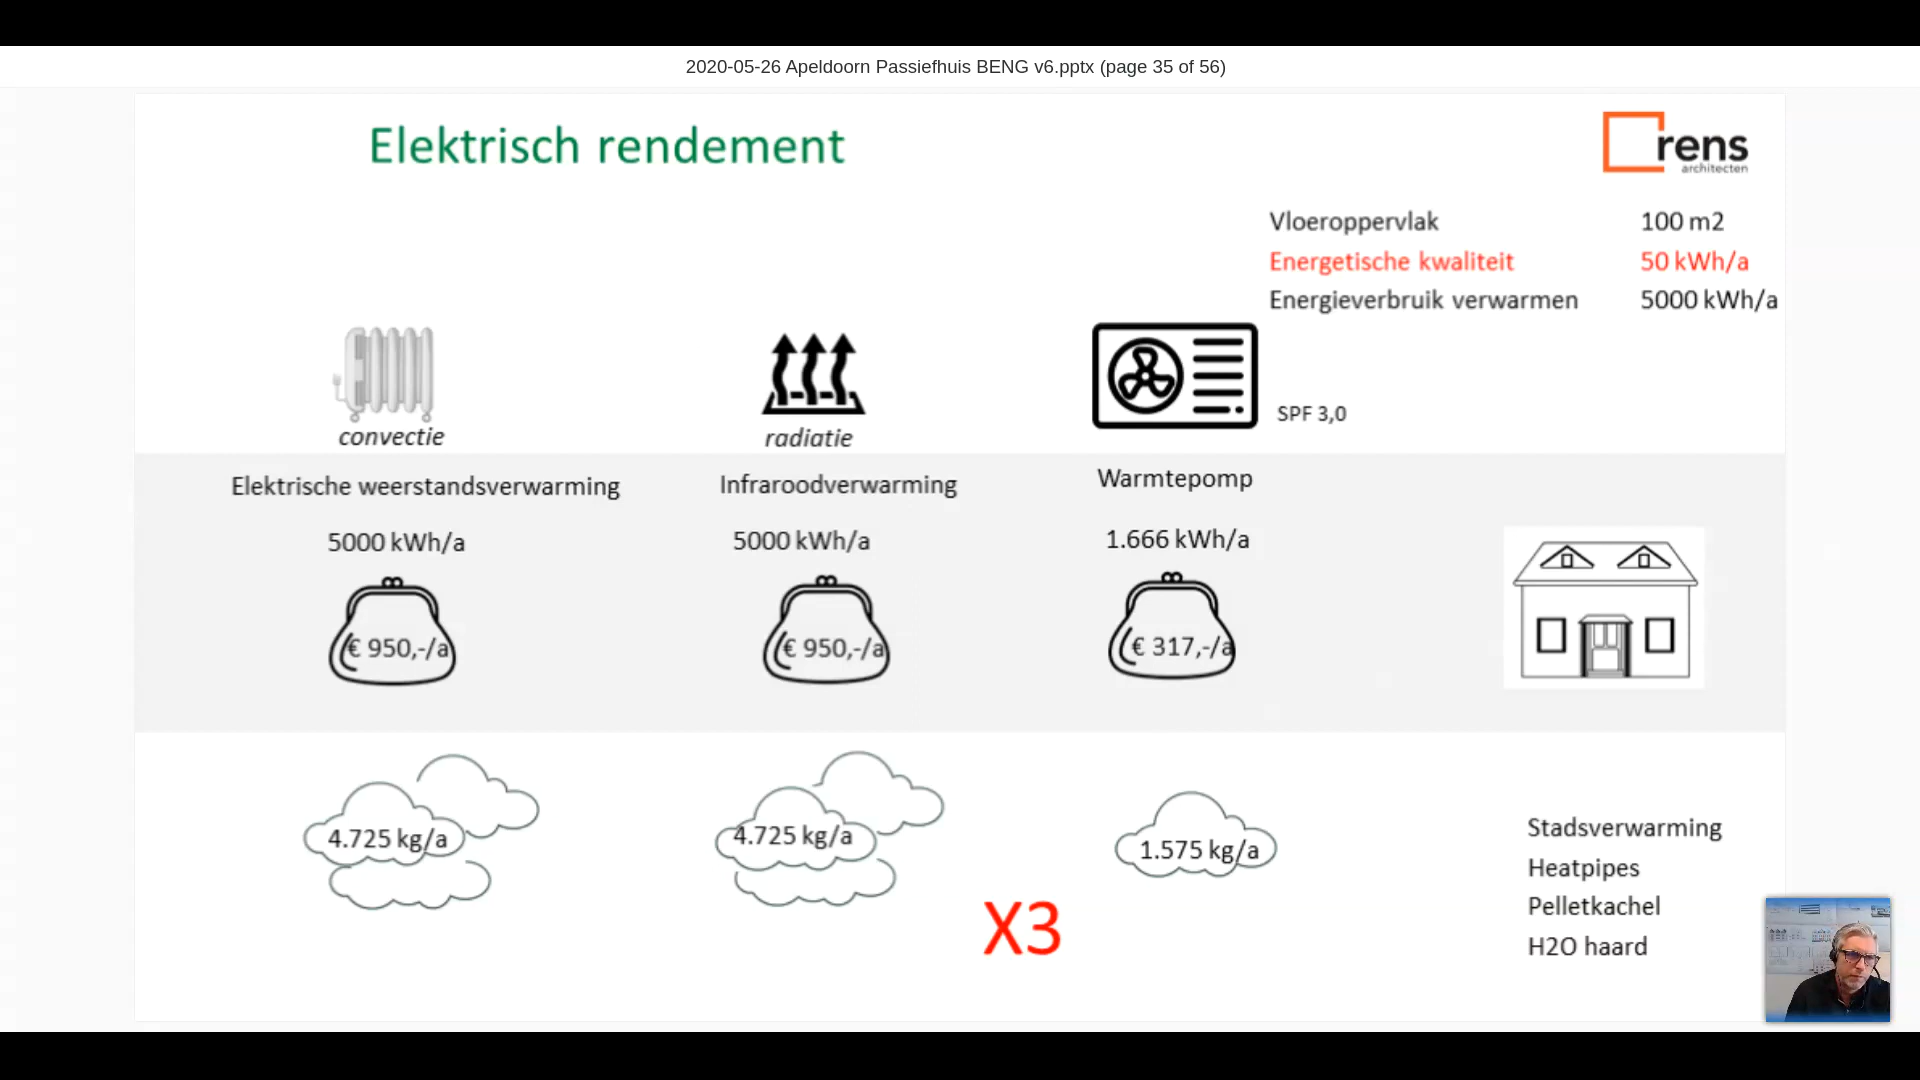 2020-05-26 Apeldoorn Passiefhuis BENG v6.pptx (page 35 of 56)
Elektrisch rendement
rens
architecten
Vloeroppervlak 100 m2
Energetische kwaliteit 50 kWh/a
Energieverbruik verwarmen 5000 kWh/a
SPF 3,0
convectie
radiatie
Elektrische weerstandsverwarming
Infraroodverwarming
Warmtepomp
5000 kWh/a
5000 kWh/a
1.666 kWh/a
€ 950,-/a
€ 950,-/a
€ 317,-/a
4.725 kg/a
4.725 kg/a
1.575 kg/a
X3
Stadsverwarming
Heatpipes
Pelletkachel
H2O haard